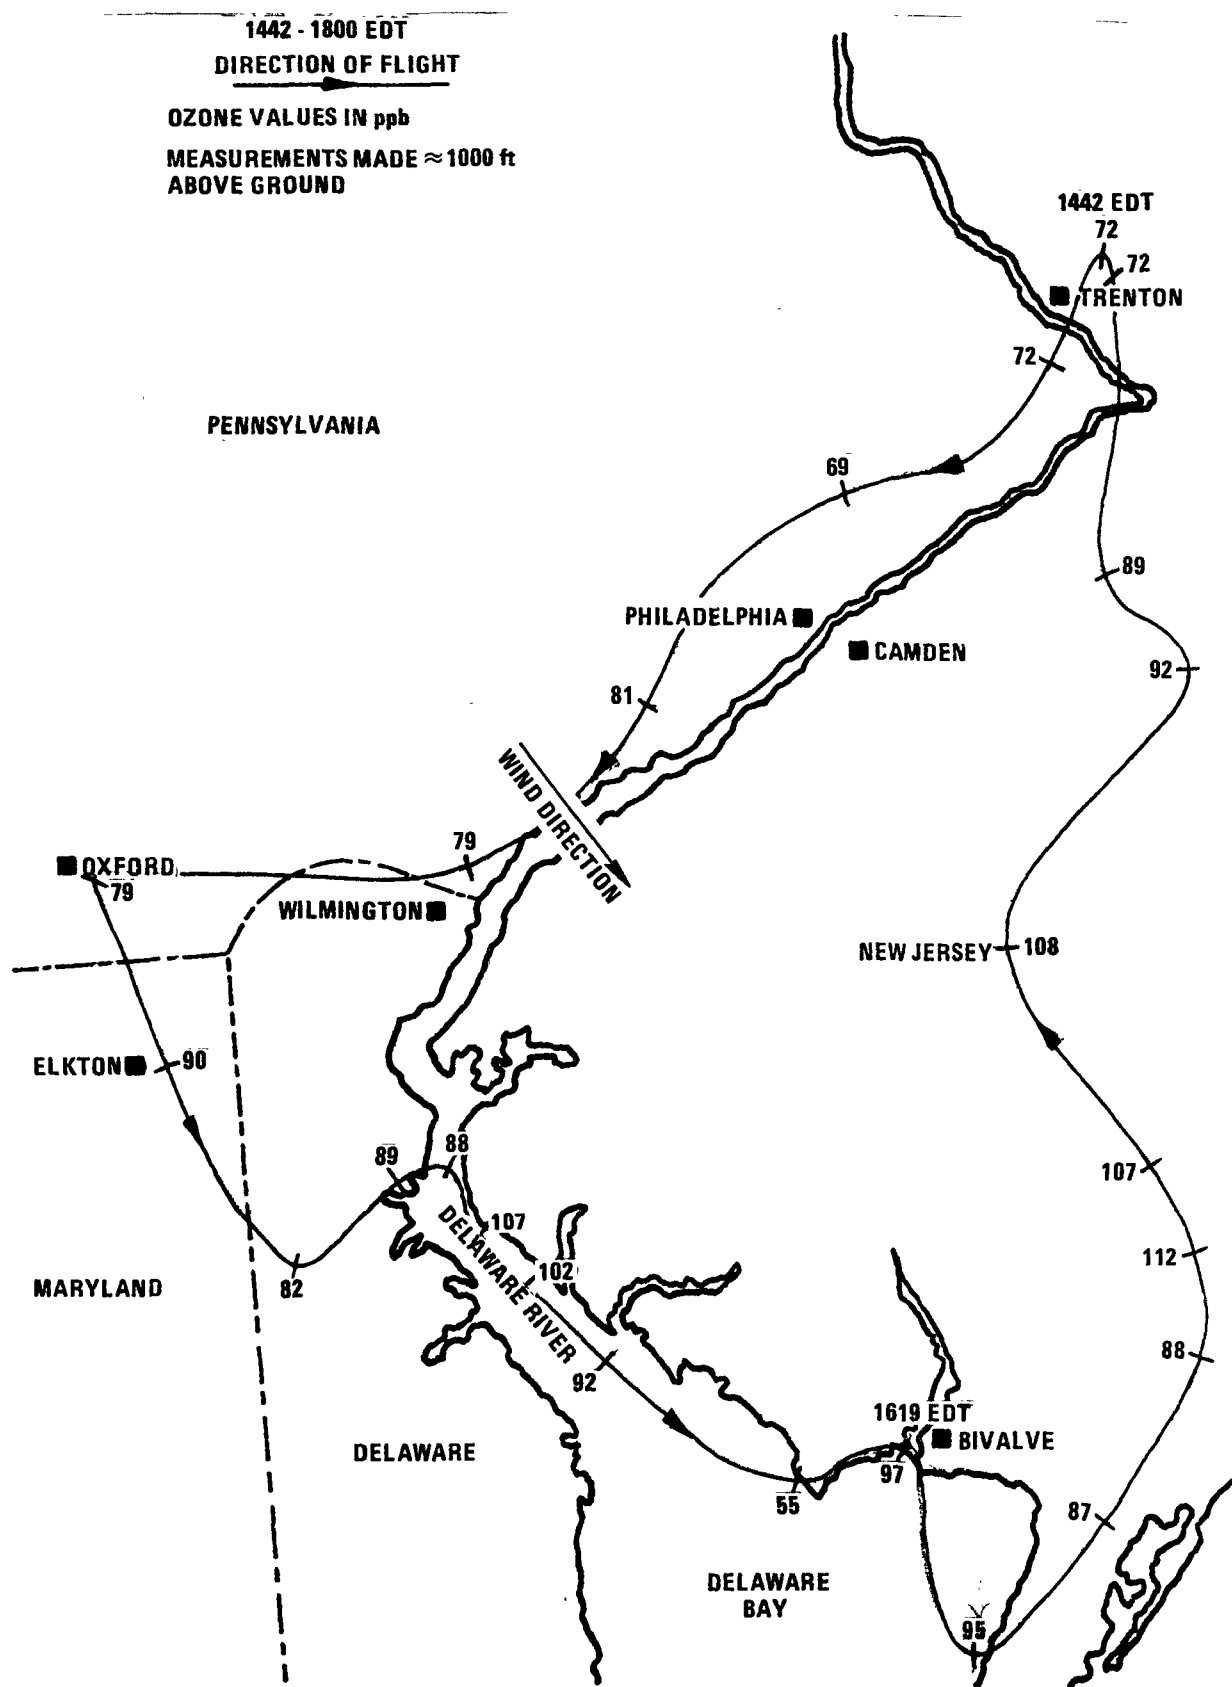 1442 - 1800 EDT
DIRECTION OF FLIGHT
OZONE VALUES IN ppb
MEASUREMENTS MADE ≈ 1000 ft
ABOVE GROUND
1442 EDT
72
72
TRENTON
72
PENNSYLVANIA
69
89
PHILADELPHIA
CAMDEN
92
81
WIND DIRECTION
79
OXFORD
79
WILMINGTON
NEW JERSEY
108
ELKTON
90
89
88
107
107
DELAWARE RIVER
112
102
MARYLAND
82
88
92
1619 EDT
BIVALVE
DELAWARE
97
55
87
DELAWARE
BAY
95